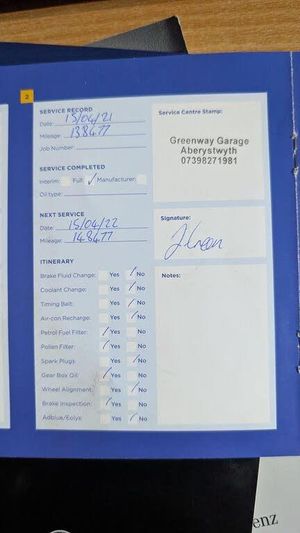 2
SERVICE RECORD
Date: 15/04/21
Mileage: 138477
Job Number:
SERVICE COMPLETED
Interim: Full: ✓ Manufacturer:
Oil type:
NEXT SERVICE
Date: 15/04/22
Mileage: 148477
ITINERARY
Brake Fluid Change: Yes / No
Coolant Change: Yes / No
Timing Belt: Yes / No
Air-con Recharge: Yes / No
Petrol Fuel Filter: / Yes No
Pollen Filter: / Yes No
Spark Plugs: Yes / No
Gear Box Oil: / Yes No
Wheel Alignment: Yes / No
Brake Inspection: / Yes No
Adblue/Eolys: Yes / No
Service Centre Stamp:
Greenway Garage
Aberystwyth
07398271981
Signature:
Notes:
enz